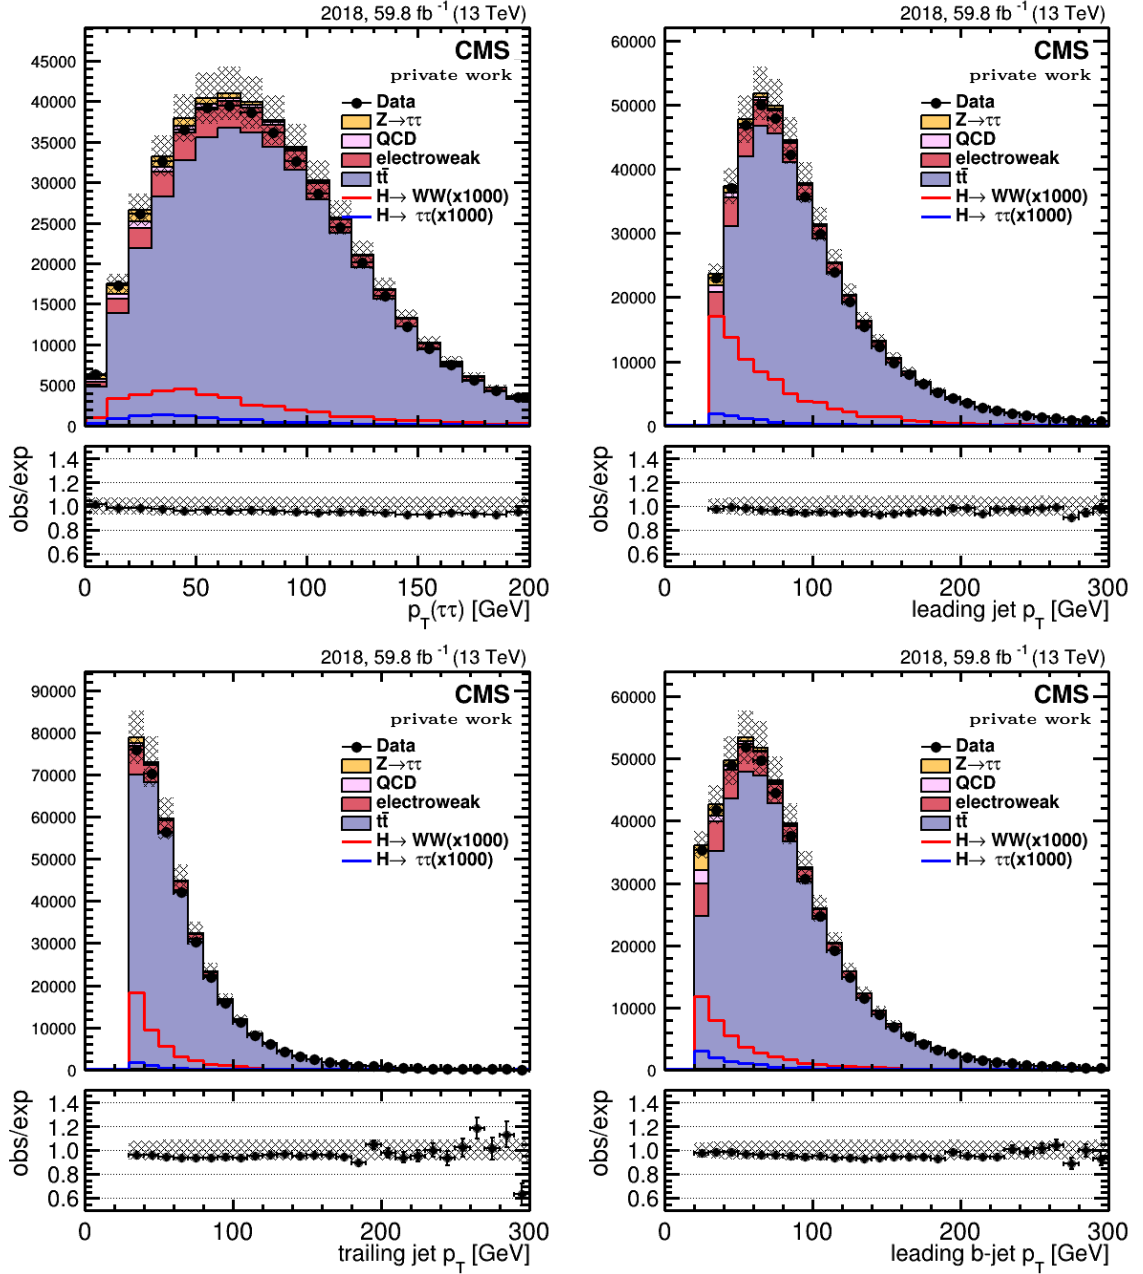 2018, 59.8 fb⁻¹ (13 TeV)
45000
40000
35000
30000
25000
20000
15000
10000
5000
0
CMS
private work
Data
Z→ττ
QCD
electroweak
tt̄
H→ WW(x1000)
H→ ττ(x1000)
obs/exp
1.4
1.2
1.0
0.8
0.6
0 50 100 150 200
p_T(ττ) [GeV]
2018, 59.8 fb⁻¹ (13 TeV)
60000
50000
40000
30000
20000
10000
0
CMS
private work
Data
Z→ττ
QCD
electroweak
tt̄
H→ WW(x1000)
H→ ττ(x1000)
obs/exp
1.4
1.2
1.0
0.8
0.6
0 100 200 300
leading jet p_T [GeV]
2018, 59.8 fb⁻¹ (13 TeV)
90000
80000
70000
60000
50000
40000
30000
20000
10000
0
CMS
private work
Data
Z→ττ
QCD
electroweak
tt̄
H→ WW(x1000)
H→ ττ(x1000)
obs/exp
1.4
1.2
1.0
0.8
0.6
0 100 200 300
trailing jet p_T [GeV]
2018, 59.8 fb⁻¹ (13 TeV)
60000
50000
40000
30000
20000
10000
0
CMS
private work
Data
Z→ττ
QCD
electroweak
tt̄
H→ WW(x1000)
H→ ττ(x1000)
obs/exp
1.4
1.2
1.0
0.8
0.6
0 100 200 300
leading b-jet p_T [GeV]